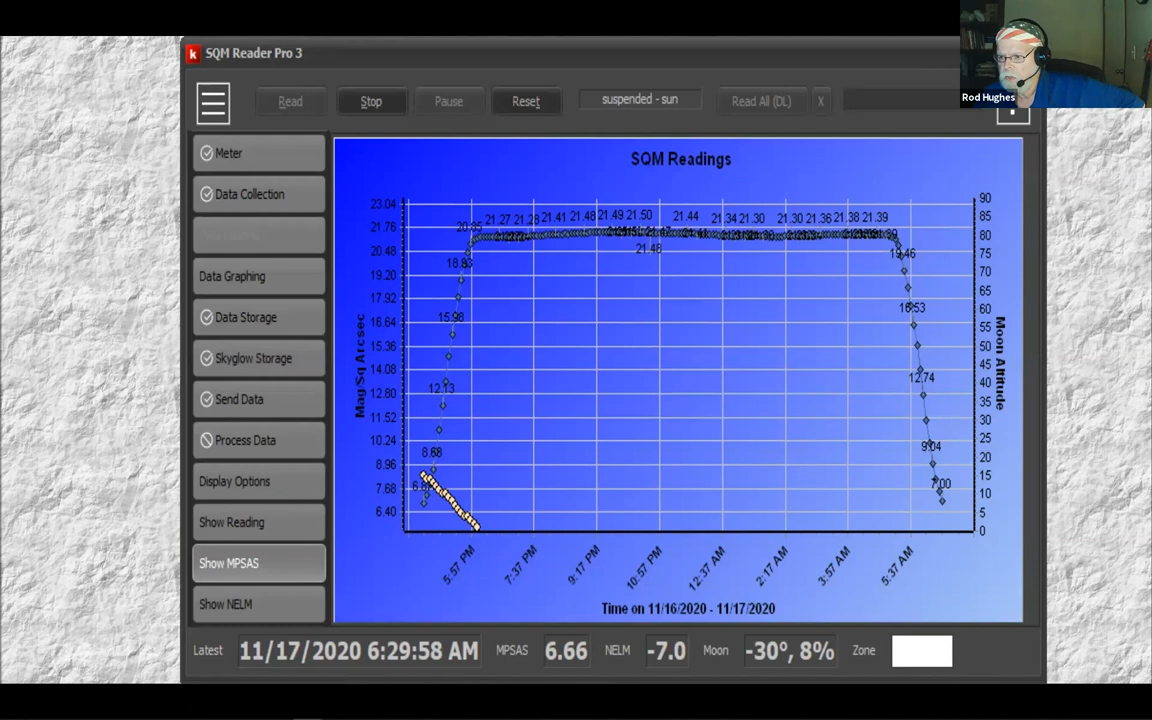 k SQM Reader Pro 3
Rod Hughes
Read Stop Pause Reset suspended - sun Read All (DL) X
Meter
Data Collection
Data Graphing
Data Storage
Skyglow Storage
Send Data
Process Data
Display Options
Show Reading
Show MPSAS
Show NELM
SQM Readings
Mag/Sq Arcsec
23.04
21.76
20.48
19.20
17.92
16.64
15.36
14.08
12.80
11.52
10.24
8.96
7.68
6.40
20.85 21.27 21.28 21.41 21.48 21.49 21.50 21.44 21.34 21.30 21.30 21.36 21.38 21.39
21.48
18.83
15.98
12.13
8.68
19.46
16.53
12.74
9.04
7.00
90
85
80
75
70
65
60
55
50
45
40
35
30
25
20
15
10
5
0
Moon Altitude
5:57 PM 7:37 PM 9:17 PM 10:57 PM 12:37 AM 2:17 AM 3:57 AM 5:37 AM
Time on 11/16/2020 - 11/17/2020
Latest 11/17/2020 6:29:58 AM MPSAS 6.66 NELM -7.0 Moon -30°, 8% Zone